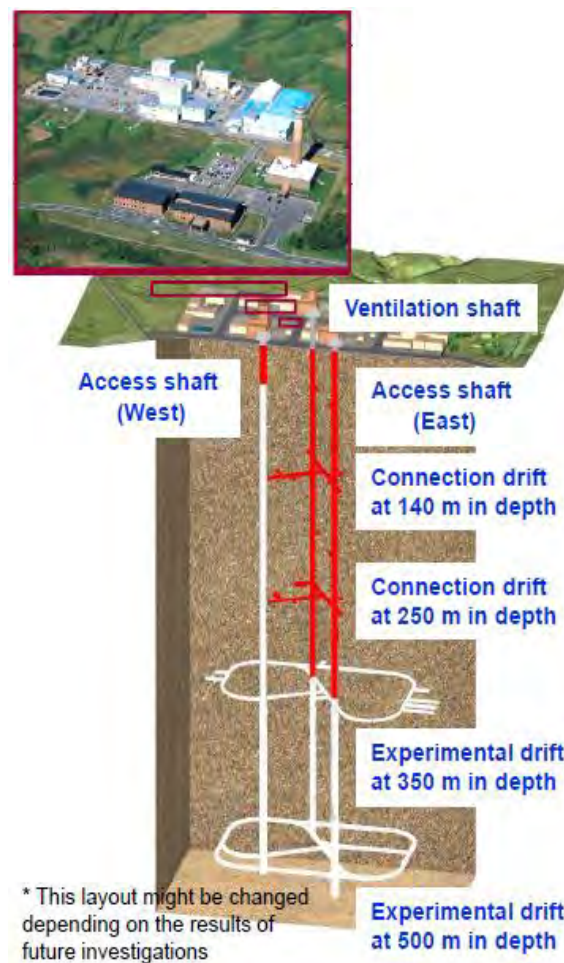 Ventilation shaft
Access shaft
(West)
Access shaft
(East)
Connection drift
at 140 m in depth
Connection drift
at 250 m in depth
Experimental drift
at 350 m in depth
* This layout might be changed
depending on the results of
future investigations
Experimental drift
at 500 m in depth